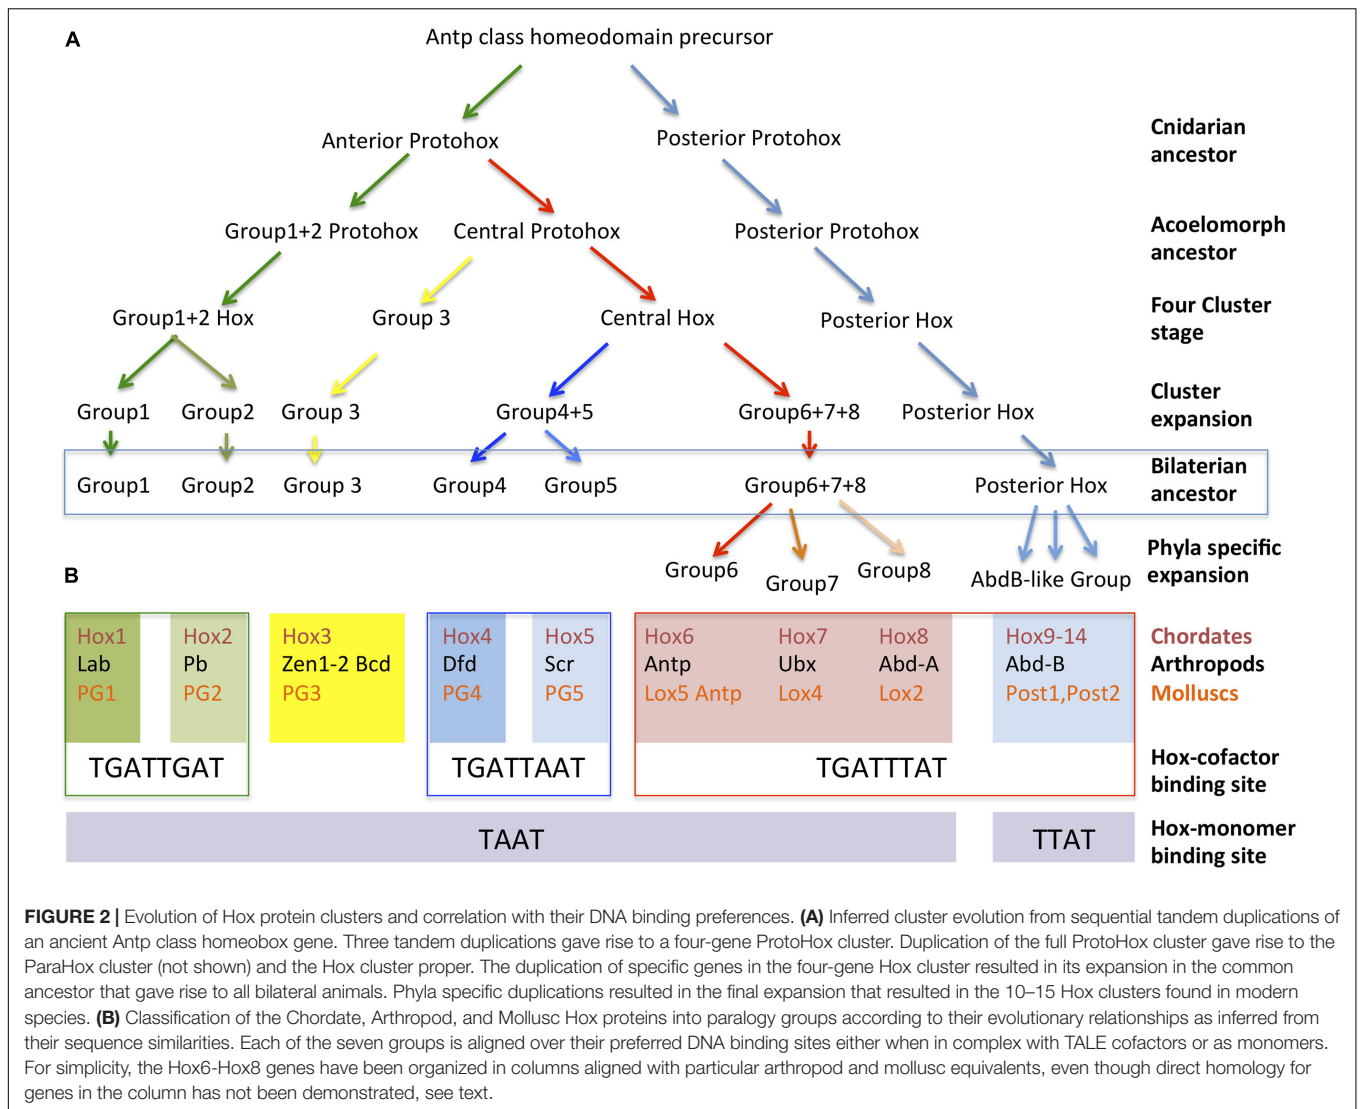 A
Antp class homeodomain precursor
Anterior Protohox
Posterior Protohox
Cnidarian
ancestor
Group1+2 Protohox
Central Protohox
Posterior Protohox
Acoelomorph
ancestor
Group1+2 Hox
Group 3
Central Hox
Posterior Hox
Four Cluster
stage
Group1
Group2
Group 3
Group4+5
Group6+7+8
Posterior Hox
Cluster
expansion
Group1
Group2
Group 3
Group4
Group5
Group6+7+8
Posterior Hox
Bilaterian
ancestor
Group6
Group7
Group8
AbdB-like Group
Phyla specific
expansion
B
Hox1
Hox2
Hox3
Hox4
Hox5
Hox6
Hox7
Hox8
Hox9-14
Chordates
Lab
Pb
Zen1-2 Bcd
Dfd
Scr
Antp
Ubx
Abd-A
Abd-B
Arthropods
PG1
PG2
PG3
PG4
PG5
Lox5 Antp
Lox4
Lox2
Post1,Post2
Molluscs
TGATTGAT
TGATTAAT
TGATTTAT
Hox-cofactor
binding site
TAAT
TTAT
Hox-monomer
binding site
FIGURE 2 | Evolution of Hox protein clusters and correlation with their DNA binding preferences. (A) Inferred cluster evolution from sequential tandem duplications of
an ancient Antp class homeobox gene. Three tandem duplications gave rise to a four-gene ProtoHox cluster. Duplication of the full ProtoHox cluster gave rise to the
ParaHox cluster (not shown) and the Hox cluster proper. The duplication of specific genes in the four-gene Hox cluster resulted in its expansion in the common
ancestor that gave rise to all bilateral animals. Phyla specific duplications resulted in the final expansion that resulted in the 10–15 Hox clusters found in modern
species. (B) Classification of the Chordate, Arthropod, and Mollusc Hox proteins into paralogy groups according to their evolutionary relationships as inferred from
their sequence similarities. Each of the seven groups is aligned over their preferred DNA binding sites either when in complex with TALE cofactors or as monomers.
For simplicity, the Hox6-Hox8 genes have been organized in columns aligned with particular arthropod and mollusc equivalents, even though direct homology for
genes in the column has not been demonstrated, see text.